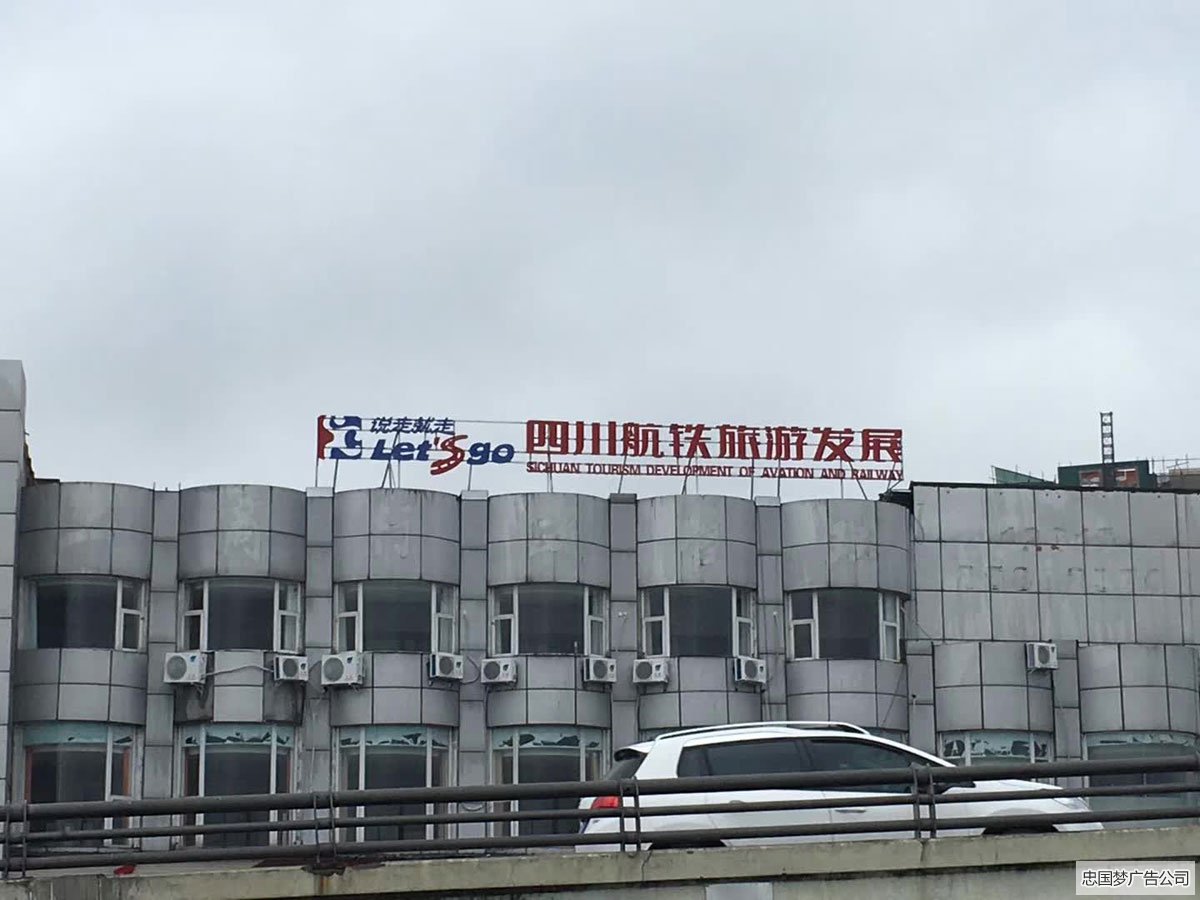 说走就走
Let's go
四川航铁旅游发展
SICHUAN TOURISM DEVELOPMENT OF AVATION AND RAILWAY
忠国梦广告公司